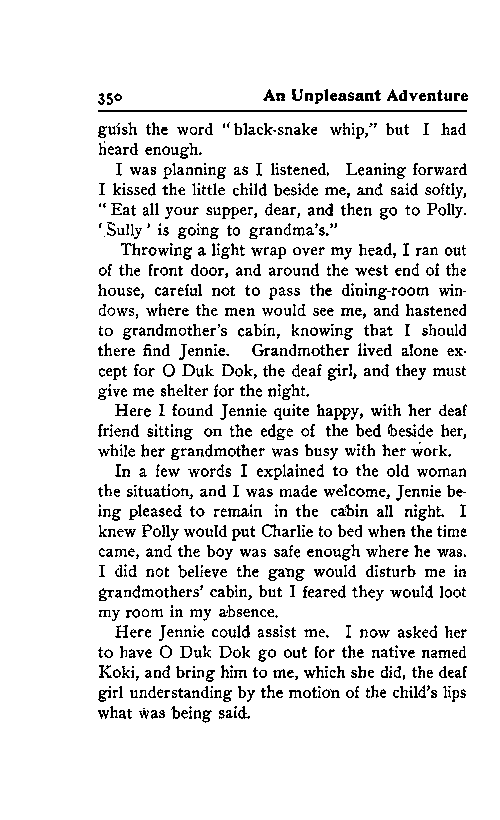 350 An Unpleasant Adventure
guish the word "black-snake whip," but I had
heard enough.
I was planning as I listened. Leaning forward
I kissed the little child beside me, and said softly,
"Eat all your supper, dear, and then go to Polly.
'Sully' is going to grandma's."
Throwing a light wrap over my head, I ran out
of the front door, and around the west end of the
house, careful not to pass the dining-room win-
dows, where the men would see me, and hastened
to grandmother's cabin, knowing that I should
there find Jennie. Grandmother lived alone ex-
cept for O Duk Dok, the deaf girl, and they must
give me shelter for the night.
Here I found Jennie quite happy, with her deaf
friend sitting on the edge of the bed beside her,
while her grandmother was busy with her work.
In a few words I explained to the old woman
the situation, and I was made welcome, Jennie be-
ing pleased to remain in the cabin all night. I
knew Polly would put Charlie to bed when the time
came, and the boy was safe enough where he was.
I did not believe the gang would disturb me in
grandmothers' cabin, but I feared they would loot
my room in my absence.
Here Jennie could assist me. I now asked her
to have O Duk Dok go out for the native named
Koki, and bring him to me, which she did, the deaf
girl understanding by the motion of the child's lips
what was being said.